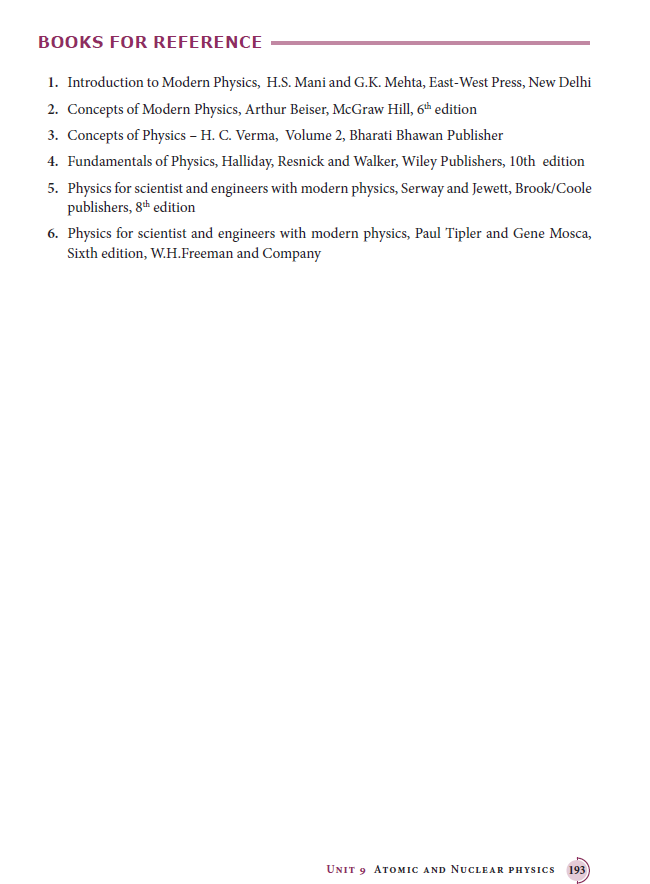 BOOKS FOR REFERENCE
1. Introduction to Modern Physics, H.S. Mani and G.K. Mehta, East-West Press, New Delhi
2. Concepts of Modern Physics, Arthur Beiser, McGraw Hill, 6th edition
3. Concepts of Physics – H. C. Verma, Volume 2, Bharati Bhawan Publisher
4. Fundamentals of Physics, Halliday, Resnick and Walker, Wiley Publishers, 10th edition
5. Physics for scientist and engineers with modern physics, Serway and Jewett, Brook/Coole
publishers, 8th edition
6. Physics for scientist and engineers with modern physics, Paul Tipler and Gene Mosca,
Sixth edition, W.H.Freeman and Company
Unit 9 Atomic and Nuclear physics 193